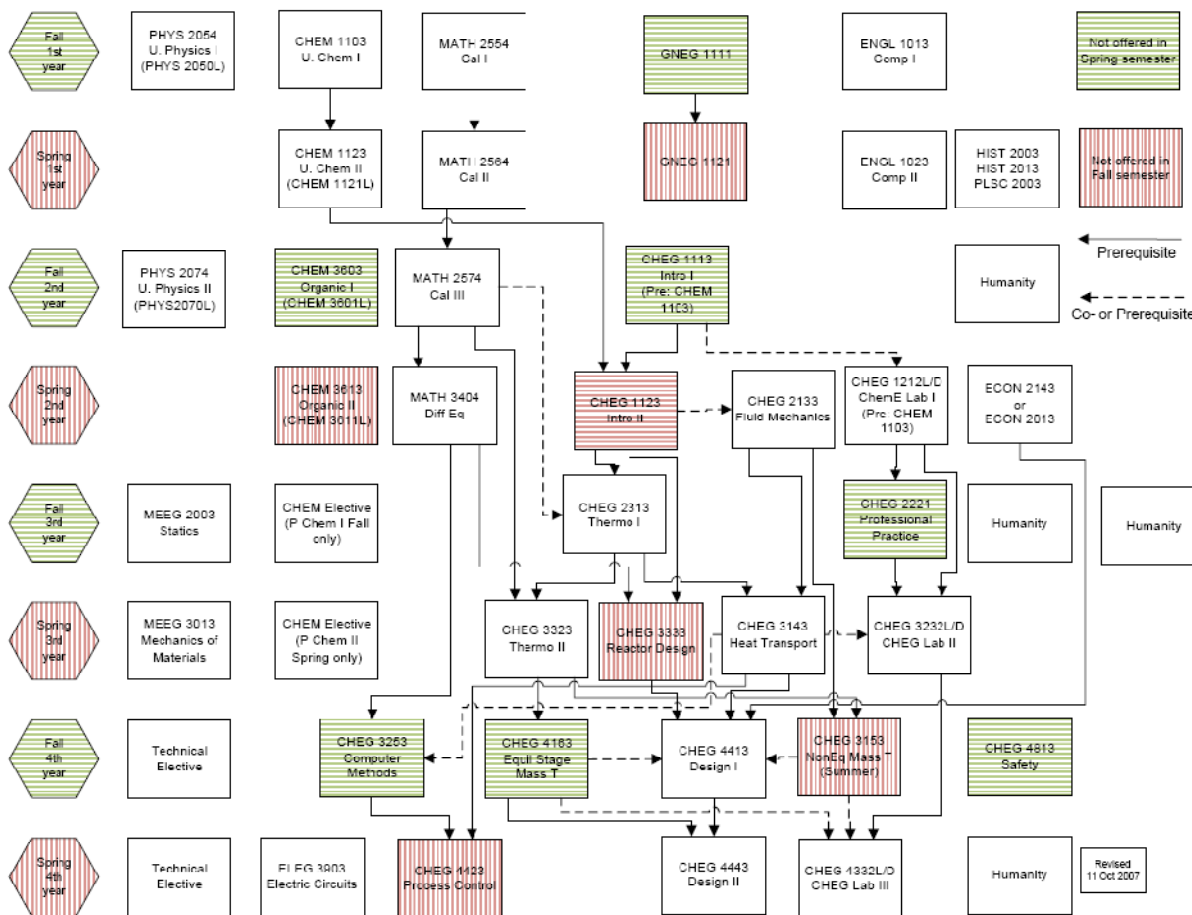 Fall
1st
year
PHYS 2054
U. Physics I
(PHYS 2050L)
CHEM 1103
U. Chem I
MATH 2554
Cal I
GNEG 1111
ENGL 1013
Comp I
Not offered in
Spring semester
Spring
1st
year
CHEM 1123
U. Chem II
(CHEM 1121L)
MATH 2564
Cal II
GNEG 1121
ENGL 1023
Comp II
HIST 2003
HIST 2013
PLSC 2003
Not offered in
Fall semester
Fall
2nd
year
PHYS 2074
U. Physics II
(PHYS2070L)
CHEM 3603
Organic I
(CHEM 3601L)
MATH 2574
Cal III
CHEG 1113
Intro I
(Pre: CHEM
1103)
Humanity
Prerequisite
Co- or Prerequisite
Spring
2nd
year
CHEM 3613
Organic II
(CHEM 3011L)
MATH 3404
Diff Eq
CHEG 1123
Intro II
CHEG 2133
Fluid Mechanics
CHEG 1212L/D
ChemE Lab I
(Pre: CHEM
1103)
ECON 2143
or
ECON 2013
Fall
3rd
year
MEEG 2003
Statics
CHEM Elective
(P Chem I Fall
only)
CHEG 2313
Thermo I
CHEG 2221
Professional
Practice
Humanity
Humanity
Spring
3rd
year
MEEG 3013
Mechanics of
Materials
CHEM Elective
(P Chem II
Spring only)
CHEG 3323
Thermo II
CHEG 3333
Reactor Design
CHEG 3143
Heat Transport
CHEG 3232L/D
CHEG Lab II
Fall
4th
year
Technical
Elective
CHEG 3253
Computer
Methods
CHEG 4163
Equil Stage
Mass T
CHEG 4413
Design I
CHEG 3153
NonEq Mass T
(Summer)
CHEG 4813
Safety
Spring
4th
year
Technical
Elective
ELEG 3903
Electric Circuits
CHEG 4423
Process Control
CHEG 4443
Design II
CHEG 4332L/D
CHEG Lab III
Humanity
Revised
11 Oct 2007